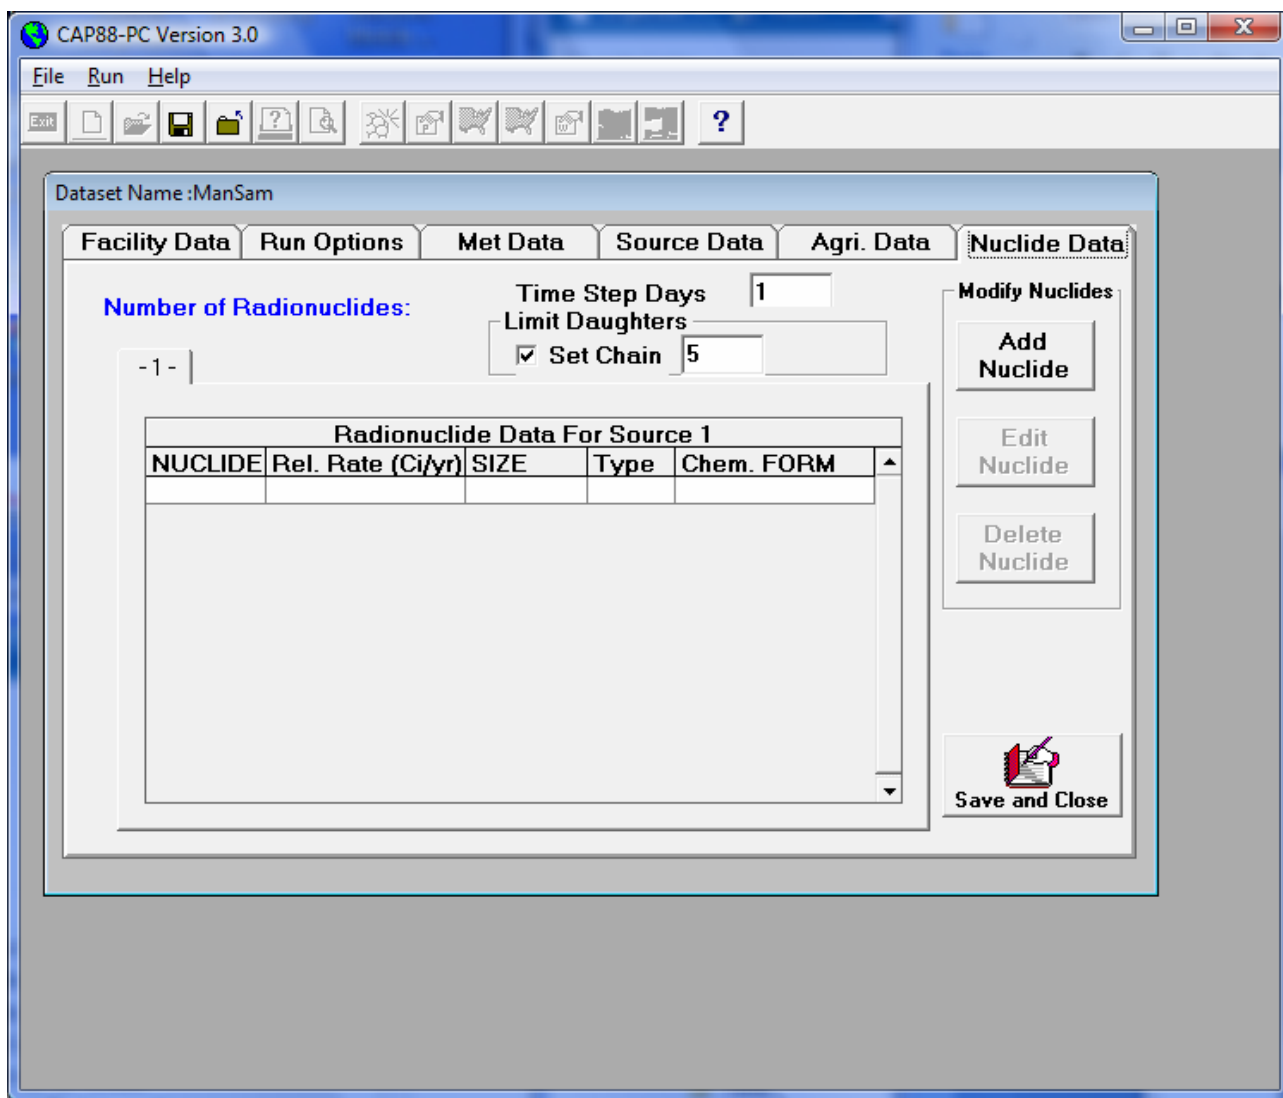 CAP88-PC Version 3.0
File Run Help
Exit ?
Dataset Name :ManSam
Facility Data Run Options Met Data Source Data Agri. Data Nuclide Data
Number of Radionuclides:
Time Step Days 1
Limit Daughters
Set Chain 5
Modify Nuclides
Add
Nuclide
Edit
Nuclide
Delete
Nuclide
- 1 -
Radionuclide Data For Source 1
NUCLIDE Rel. Rate (Ci/yr) SIZE Type Chem. FORM
Save and Close